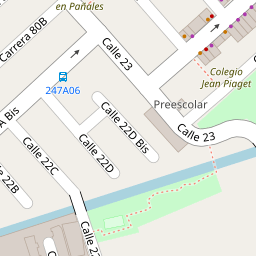 en Pañales
Carrera 80B
Calle 23
247A06
Colegio
Jean Piaget
Preescolar
A Bis
Calle 22D Bis
Calle 23
Calle 22C
Calle 22D
22B
Calle 2